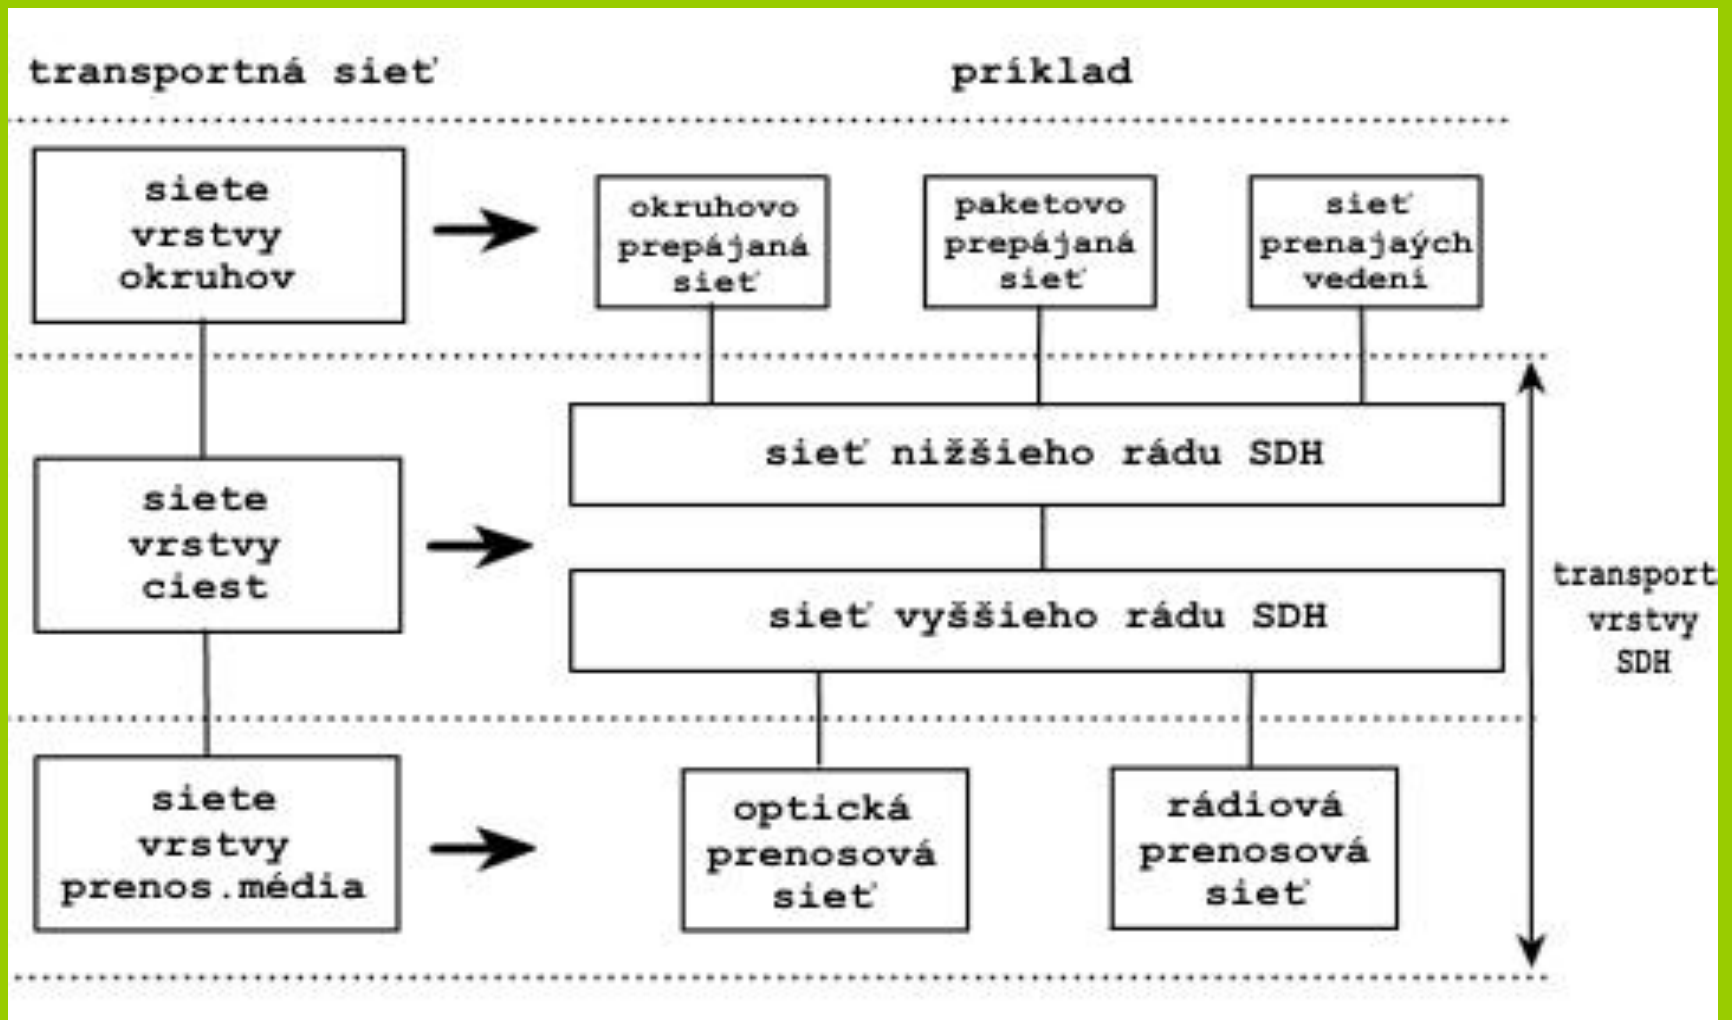 transportná sieť
príklad
siete
vrstvy
okruhov
okruhovo
prepájaná
sieť
paketovo
prepájaná
sieť
sieť
prenajaých
vedení
siete
vrstvy
ciest
sieť nižšieho rádu SDH
sieť vyššieho rádu SDH
transport
vrstvy
SDH
siete
vrstvy
prenos.média
optická
prenosová
sieť
rádiová
prenosová
sieť